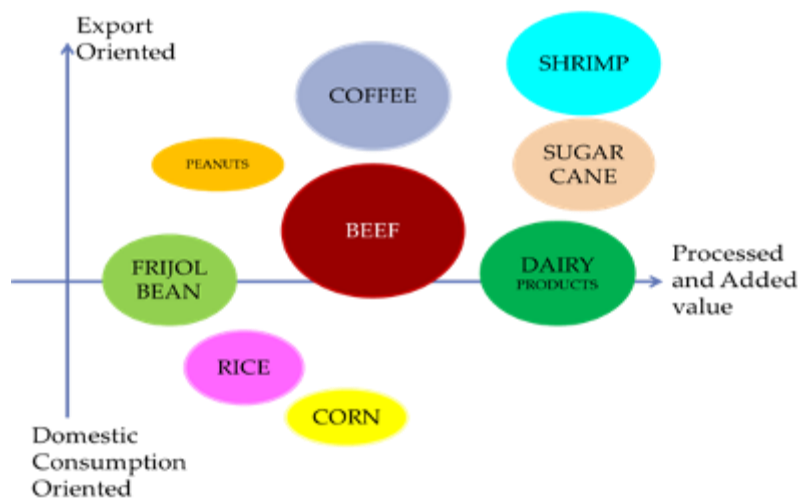 Export
Oriented
SHRIMP
COFFEE
PEANUTS
SUGAR
CANE
BEEF
FRIJOL
BEAN
DAIRY
PRODUCTS
Processed
and Added
value
RICE
CORN
Domestic
Consumption
Oriented